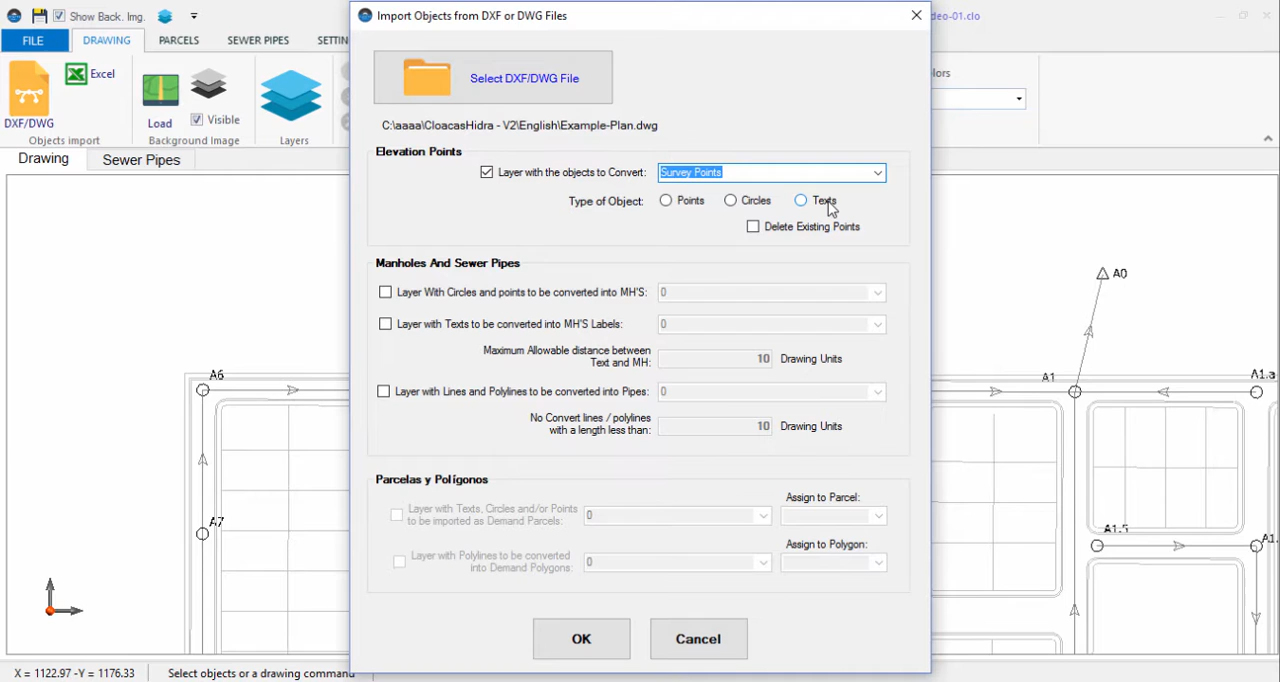 Show Back. Img.
Import Objects from DXF or DWG Files
deo-01.clo
FILE
DRAWING
PARCELS
SEWER PIPES
SETTIN
Select DXF/DWG File
Excel
DXF/DWG
Load
Visible
Objects import
Background Image
Layers
lors
C:\aaaa\CloacasHidra - V2\English\Example-Plan.dwg
Drawing
Sewer Pipes
Elevation Points
Layer with the objects to Convert:
Survey Points
Type of Object:
Points
Circles
Texts
Delete Existing Points
Manholes And Sewer Pipes
Layer With Circles and points to be converted into MH'S:
0
Layer with Texts to be converted into MH'S Labels:
0
Maximum Allowable distance between
Text and MH:
10
Drawing Units
Layer with Lines and Polylines to be converted into Pipes:
0
No Convert lines / polylines
with a length less than:
10
Drawing Units
Parcelas y Polígonos
Layer with Texts, Circles and/or Points
to be imported as Demand Parcels:
0
Assign to Parcel:
Layer with Polylines to be converted
into Demand Polygons:
0
Assign to Polygon:
OK
Cancel
A6
A7
A0
A1
A1.a
A1.5
A1.
X = 1122.97 -Y = 1176.33
Select objects or a drawing command